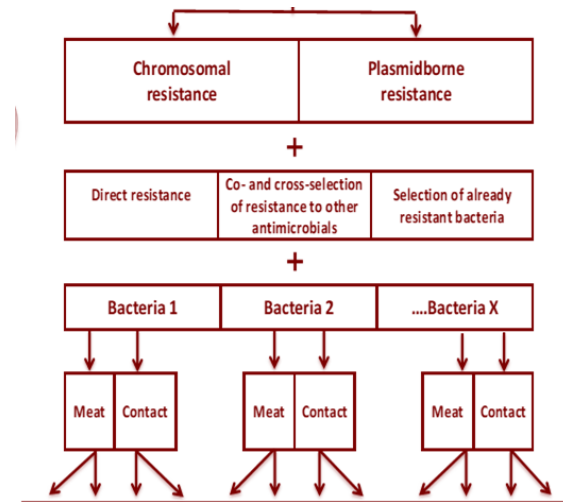 Chromosomal Plasmidborne
resistance resistance
+
Direct resistance Co- and cross-selection Selection of already
of resistance to other resistant bacteria
antimicrobials
+
Bacteria 1 Bacteria 2 ....Bacteria X
Meat Contact Meat Contact Meat Contact